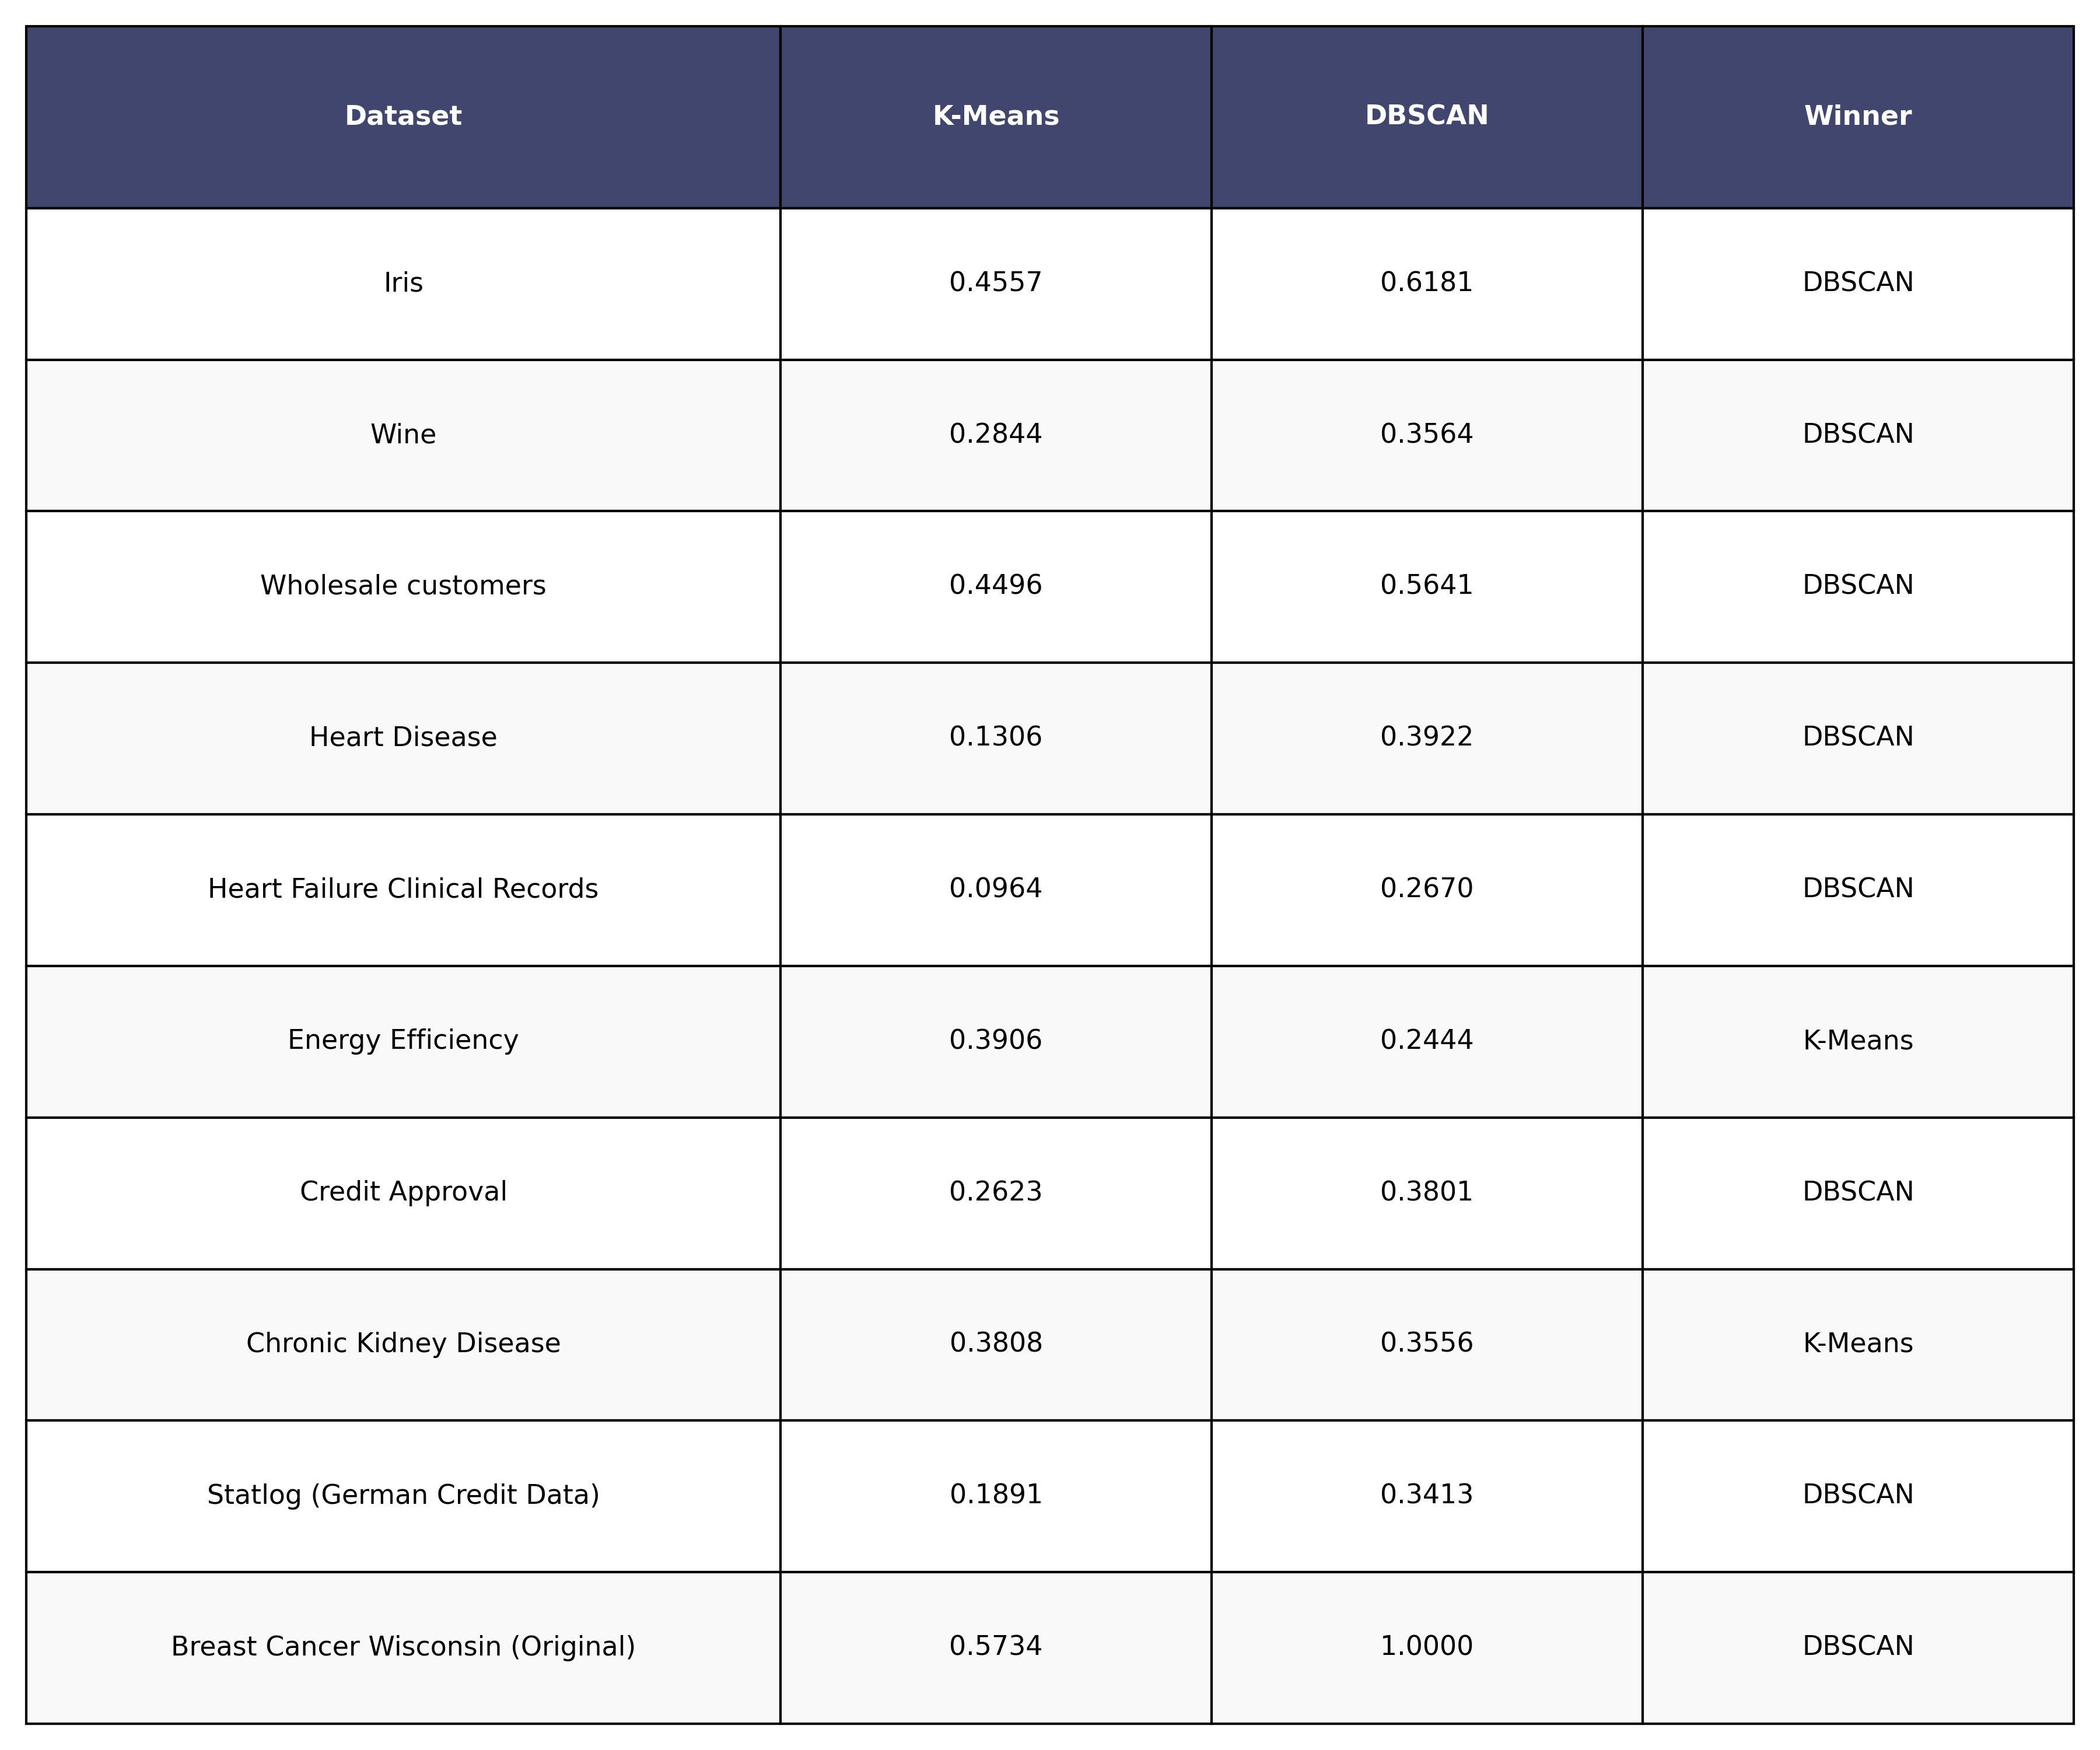 Dataset K-Means DBSCAN Winner
Iris 0.4557 0.6181 DBSCAN
Wine 0.2844 0.3564 DBSCAN
Wholesale customers 0.4496 0.5641 DBSCAN
Heart Disease 0.1306 0.3922 DBSCAN
Heart Failure Clinical Records 0.0964 0.2670 DBSCAN
Energy Efficiency 0.3906 0.2444 K-Means
Credit Approval 0.2623 0.3801 DBSCAN
Chronic Kidney Disease 0.3808 0.3556 K-Means
Statlog (German Credit Data) 0.1891 0.3413 DBSCAN
Breast Cancer Wisconsin (Original) 0.5734 1.0000 DBSCAN